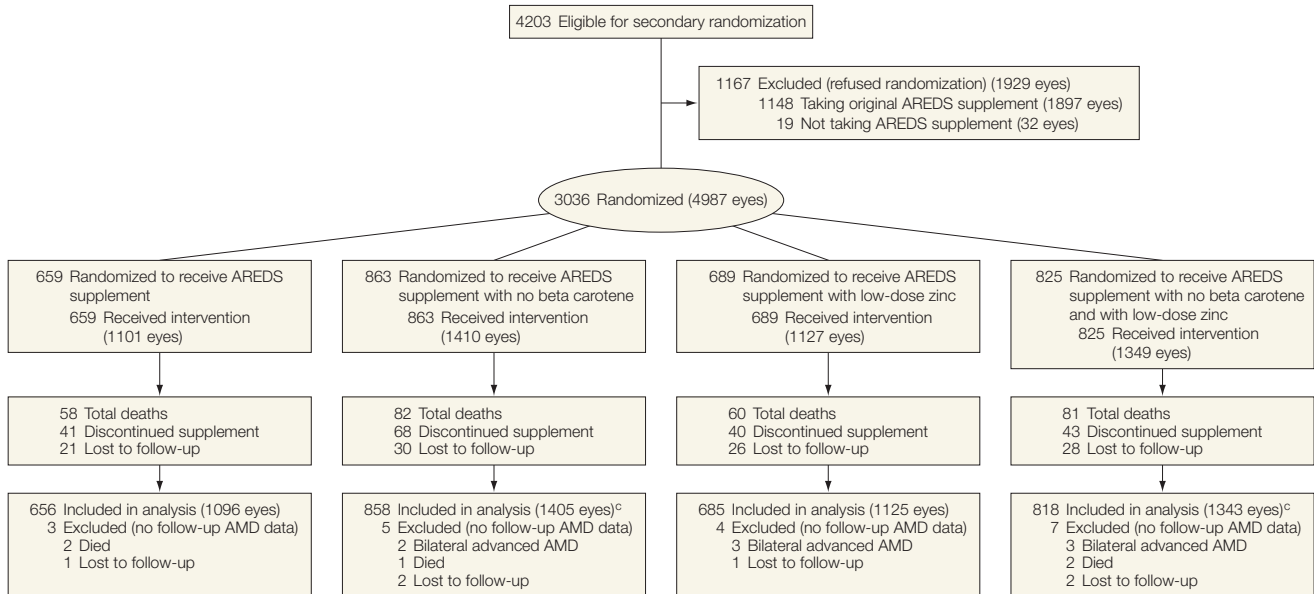 4203 Eligible for secondary randomization
1167 Excluded (refused randomization) (1929 eyes)
1148 Taking original AREDS supplement (1897 eyes)
19 Not taking AREDS supplement (32 eyes)
3036 Randomized (4987 eyes)
659 Randomized to receive AREDS
supplement
659 Received intervention
(1101 eyes)
863 Randomized to receive AREDS
supplement with no beta carotene
863 Received intervention
(1410 eyes)
689 Randomized to receive AREDS
supplement with low-dose zinc
689 Received intervention
(1127 eyes)
825 Randomized to receive AREDS
supplement with no beta carotene
and with low-dose zinc
825 Received intervention
(1349 eyes)
58 Total deaths
41 Discontinued supplement
21 Lost to follow-up
82 Total deaths
68 Discontinued supplement
30 Lost to follow-up
60 Total deaths
40 Discontinued supplement
26 Lost to follow-up
81 Total deaths
43 Discontinued supplement
28 Lost to follow-up
656 Included in analysis (1096 eyes)
3 Excluded (no follow-up AMD data)
2 Died
1 Lost to follow-up
858 Included in analysis (1405 eyes)ᶜ
5 Excluded (no follow-up AMD data)
2 Bilateral advanced AMD
1 Died
2 Lost to follow-up
685 Included in analysis (1125 eyes)
4 Excluded (no follow-up AMD data)
3 Bilateral advanced AMD
1 Lost to follow-up
818 Included in analysis (1343 eyes)ᶜ
7 Excluded (no follow-up AMD data)
3 Bilateral advanced AMD
2 Died
2 Lost to follow-up